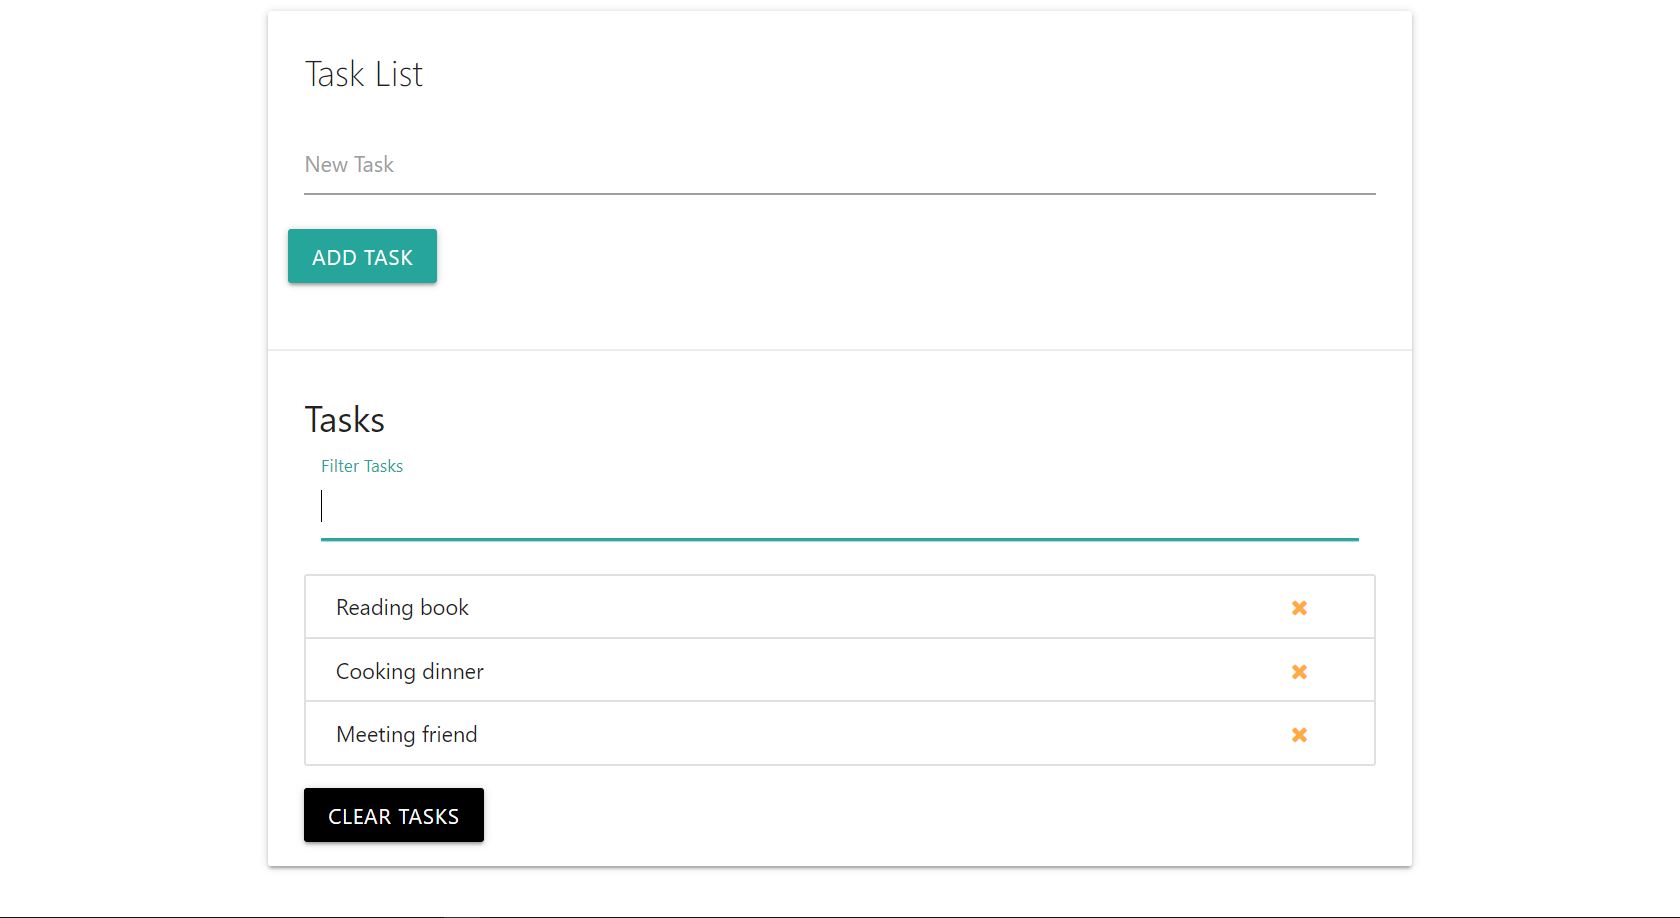 Task List
New Task
ADD TASK
Tasks
Filter Tasks
Reading book
Cooking dinner
Meeting friend
CLEAR TASKS